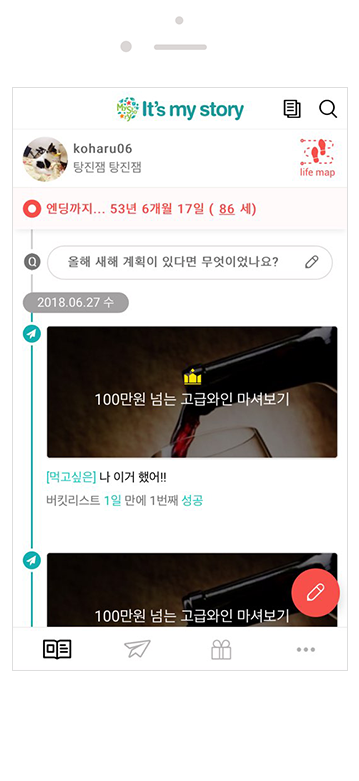 It's my story
koharu06
탕진잼 탕진잼
life map
엔딩까지... 53년 6개월 17일 ( 86 세)
Q 올해 새해 계획이 있다면 무엇이었나요?
2018.06.27 수
100만원 넘는 고급와인 마셔보기
[먹고싶은] 나 이거 했어!!
버킷리스트 1일 만에 1번째 성공
100만원 넘는 고급와인 마셔보기